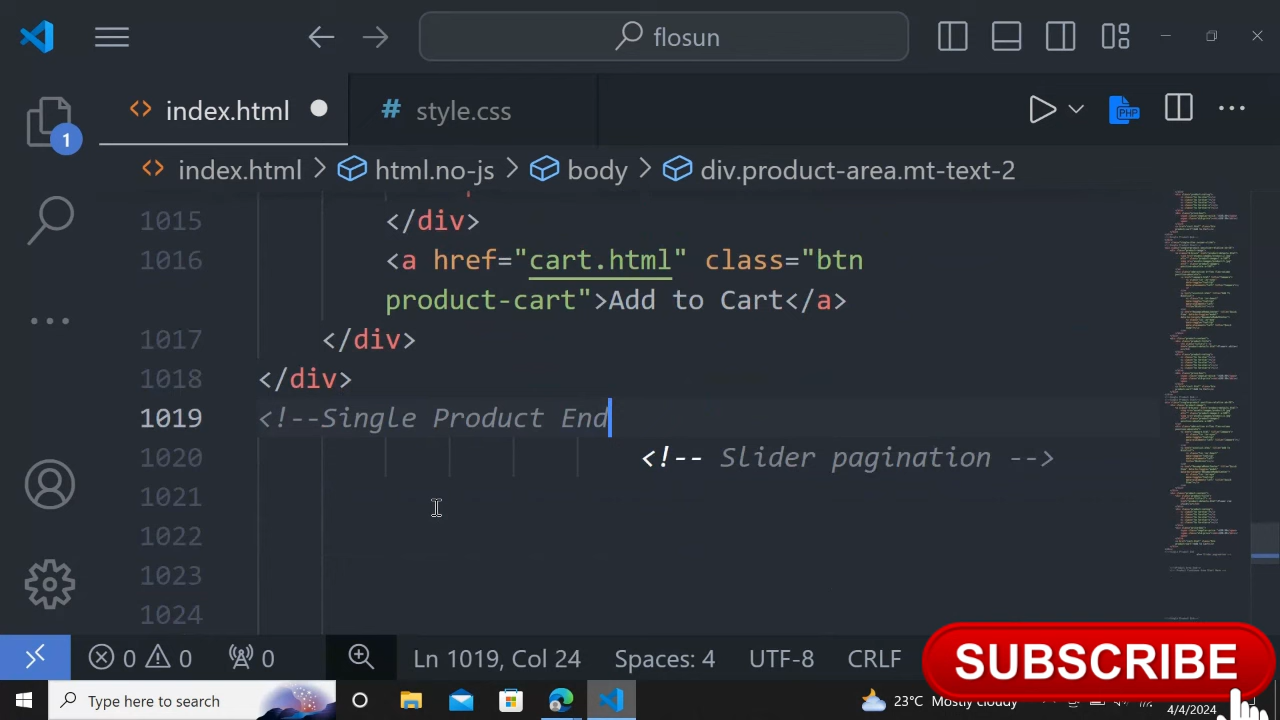 flosun
index.html
style.css
index.html > html.no-js > body > div.product-area.mt-text-2
1015 </div>
1016 <a href="cart.html" class="btn
product-cart">Add to Cart</a>
1017 </div>
1018 </div>
1019 <!--Single Product End
1020 <!-- Slider pagination -->
1021
1022
1023
1024
1
0 0 0 Ln 1019, Col 24 Spaces: 4 UTF-8 CRLF
PHP
SUBSCRIBE
Type here to search
23°C Mostly cloudy
4/4/2024